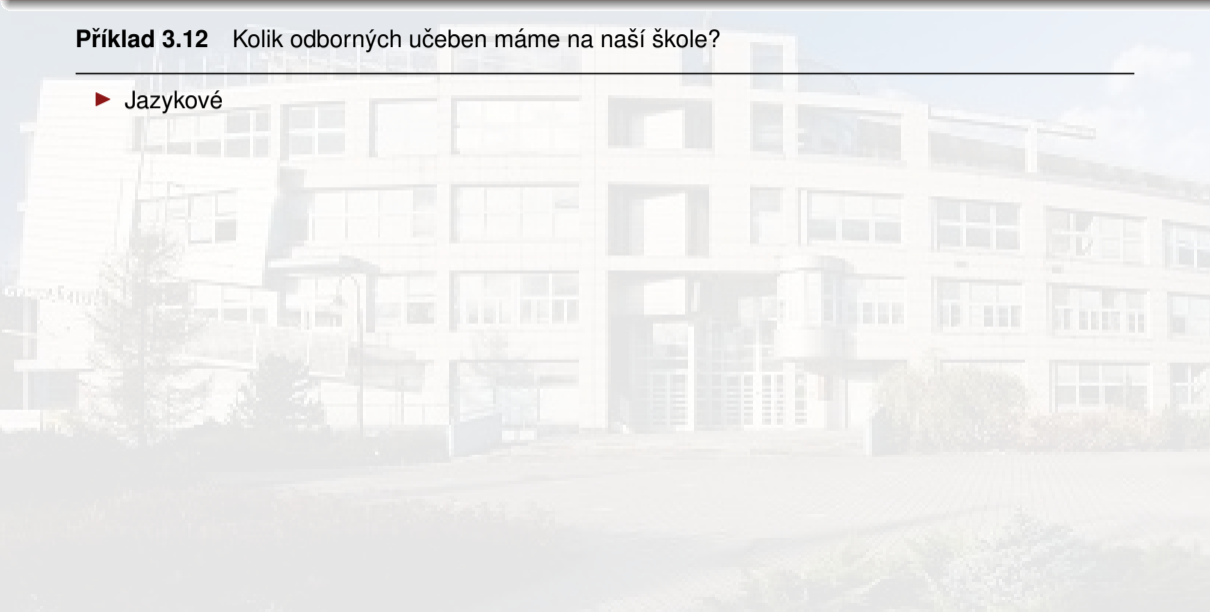 Příklad 3.12 Kolik odborných učeben máme na naší škole?
► Jazykové